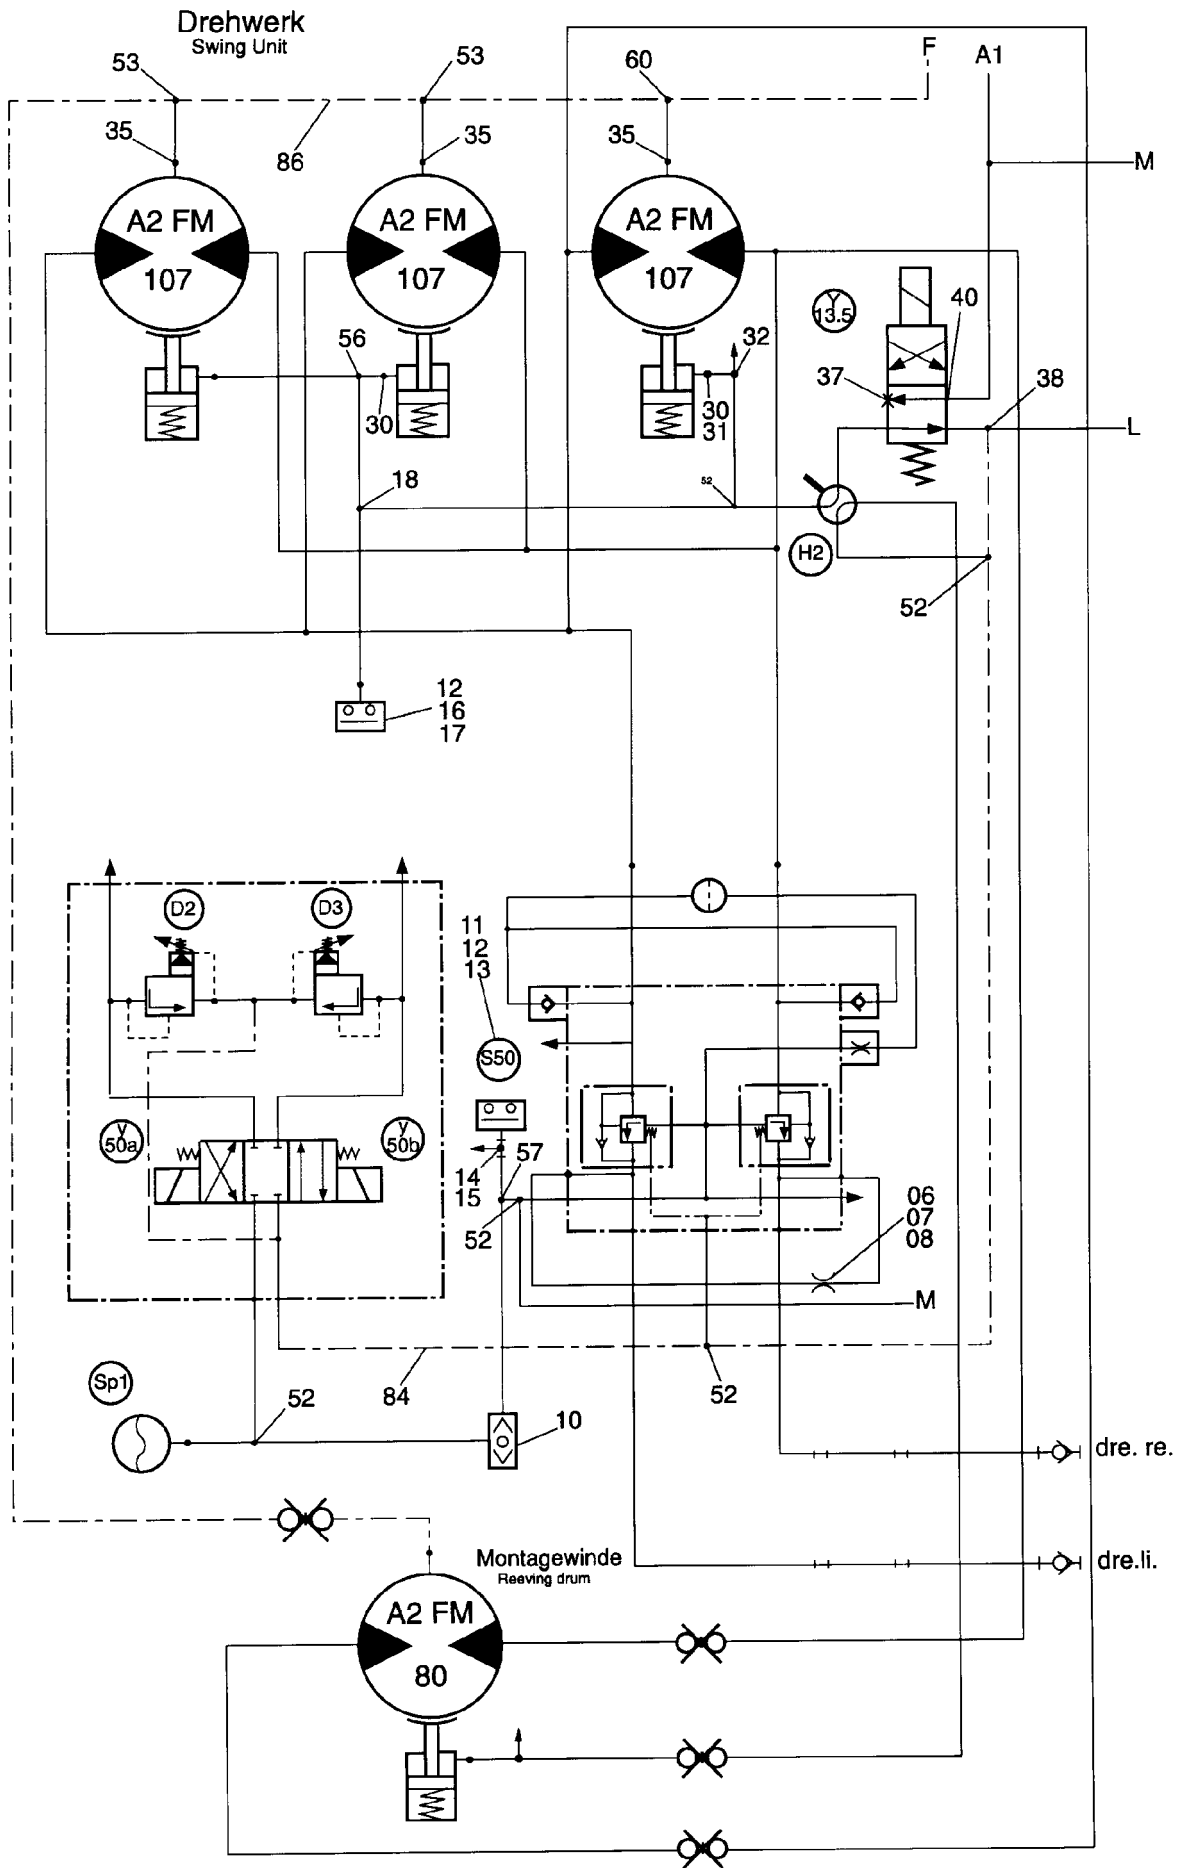 Drehwerk
Swing Unit
F
A1
53
53
60
35
35
35
86
M
A2 FM
107
A2 FM
107
A2 FM
107
Y
13.5
40
56
32
37
38
30
30
31
L
18
52
H2
52
12
16
17
D2
D3
11
12
13
S50
y
50a
y
50b
57
14
15
52
06
07
08
M
Sp1
84
52
52
10
dre. re.
Montagewinde
Reeving drum
dre.li.
A2 FM
80